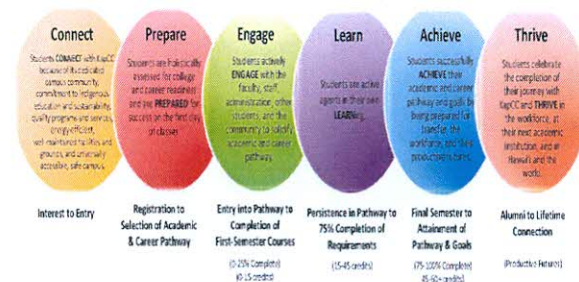 Connect
Students CONNECT with KapCC
because of its dedicated
campus community,
commitment to Indigenous
education and sustainability,
quality programs and services,
energy efficient,
well-maintained facilities and
grounds, and universally
accessible, safe campus.
Interest to Entry
Prepare
Students are holistically
assessed for college
and career readiness
and are PREPARED for
success on the first day
of classes
Registration to
Selection of Academic
& Career Pathway
Engage
Students actively
ENGAGE with the
faculty, staff,
administration, other
students, and the
community to solidify
academic and career
pathway.
Entry into Pathway to
Completion of
First-Semester Courses
(0-25% Complete)
(0-15 credits)
Learn
Students are active
agents in their own
LEARNing.
Persistence in Pathway to
75% Completion of
Requirements
(15-45 credits)
Achieve
Students successfully
ACHIEVE their
academic and career
pathway and goals by
being prepared for
transfer, the
workforce, and their
productive futures.
Final Semester to
Attainment of
Pathway & Goals
(75-100% Complete)
45-60+ credits)
Thrive
Students celebrate
the completion of
their journey with
KapCC and THRIVE in
the workforce, at
their next academic
institution, and in
Hawai'i and the
world.
Alumni to Lifetime
Connection
(Productive Futures)